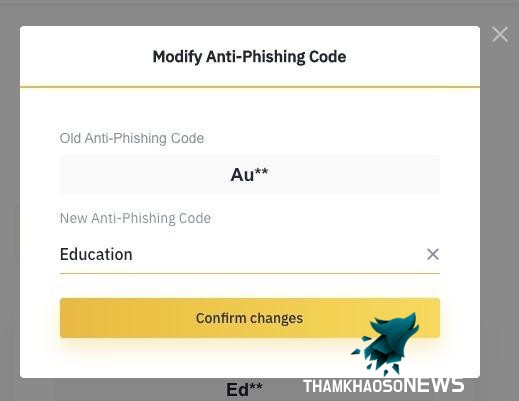 Modify Anti-Phishing Code
Old Anti-Phishing Code
Au**
New Anti-Phishing Code
Education
Confirm changes
Ed**
THAMKHAOSONEWS